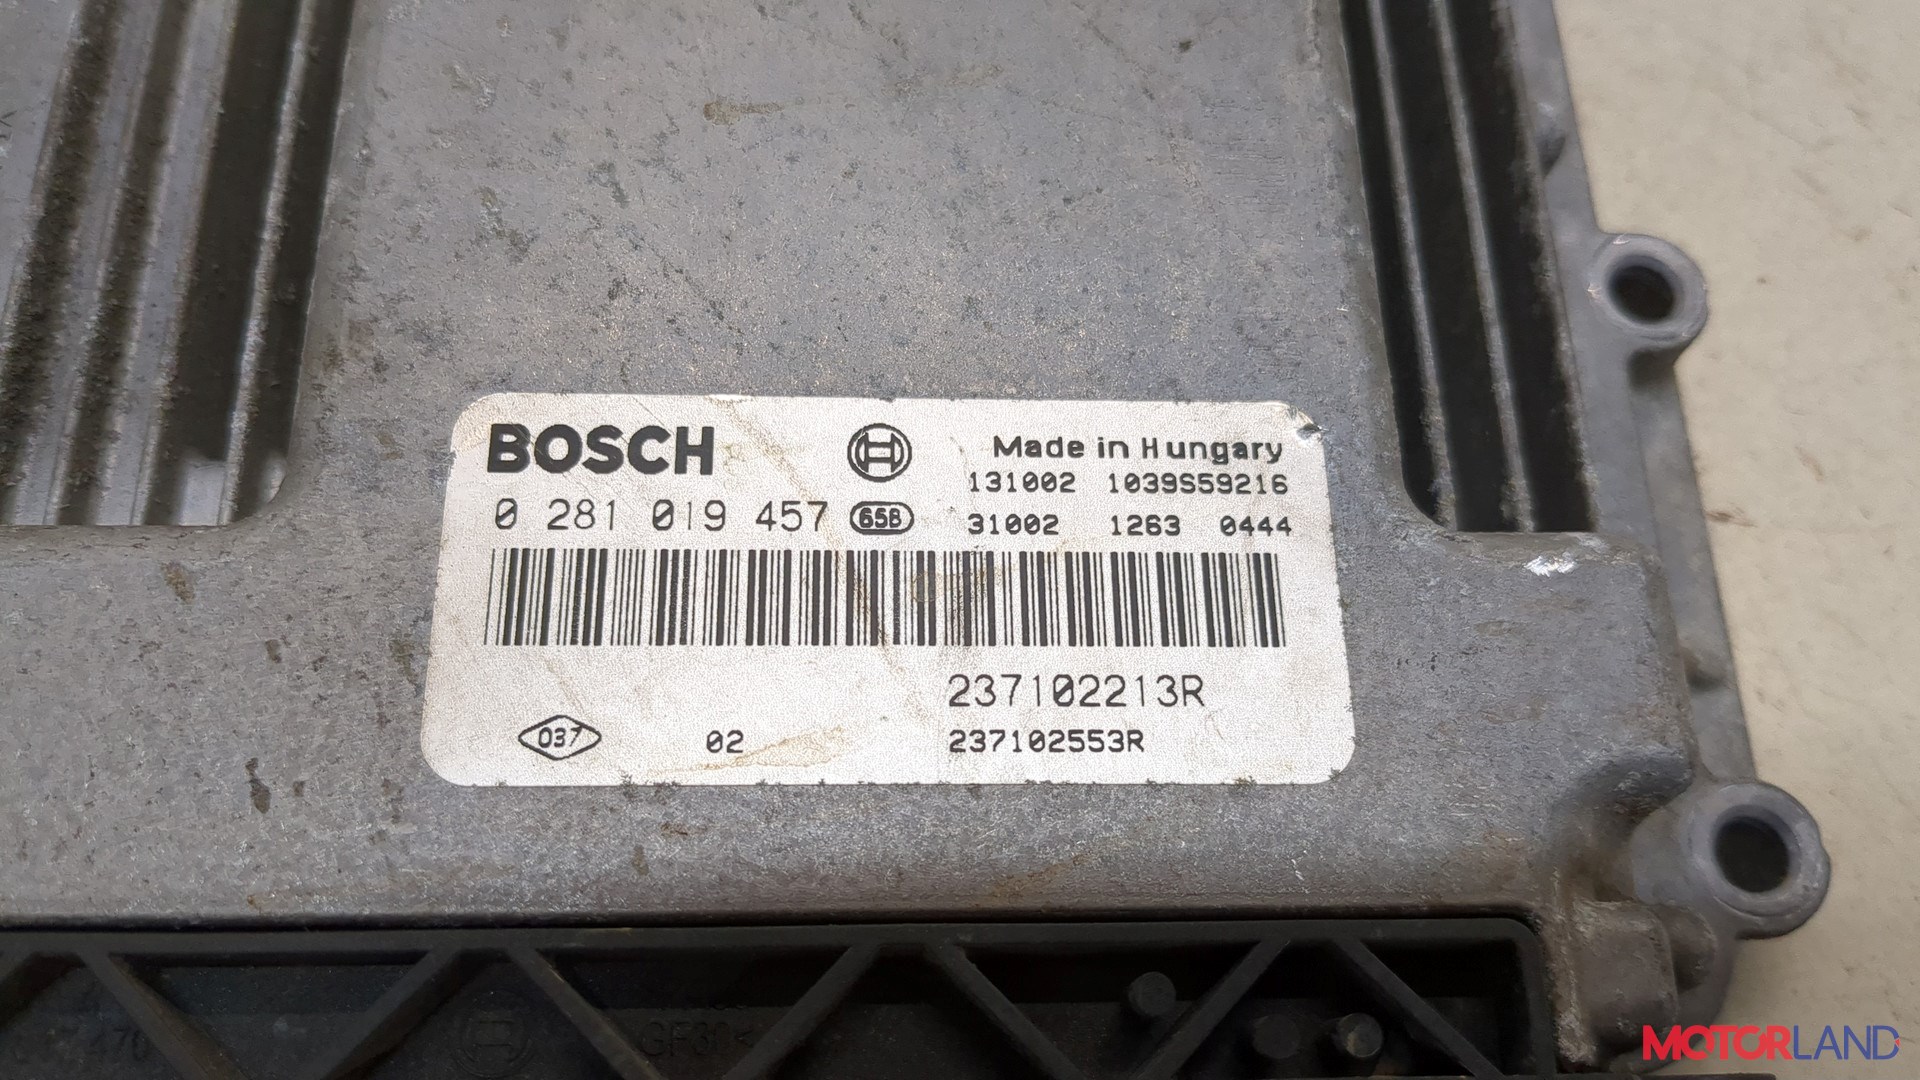 BOSCH
Made in Hungary
131002 1039S59216
0 281 019 457 65B
31002 1263 0444
237102213R
037 02 237102553R
MOTORLAND